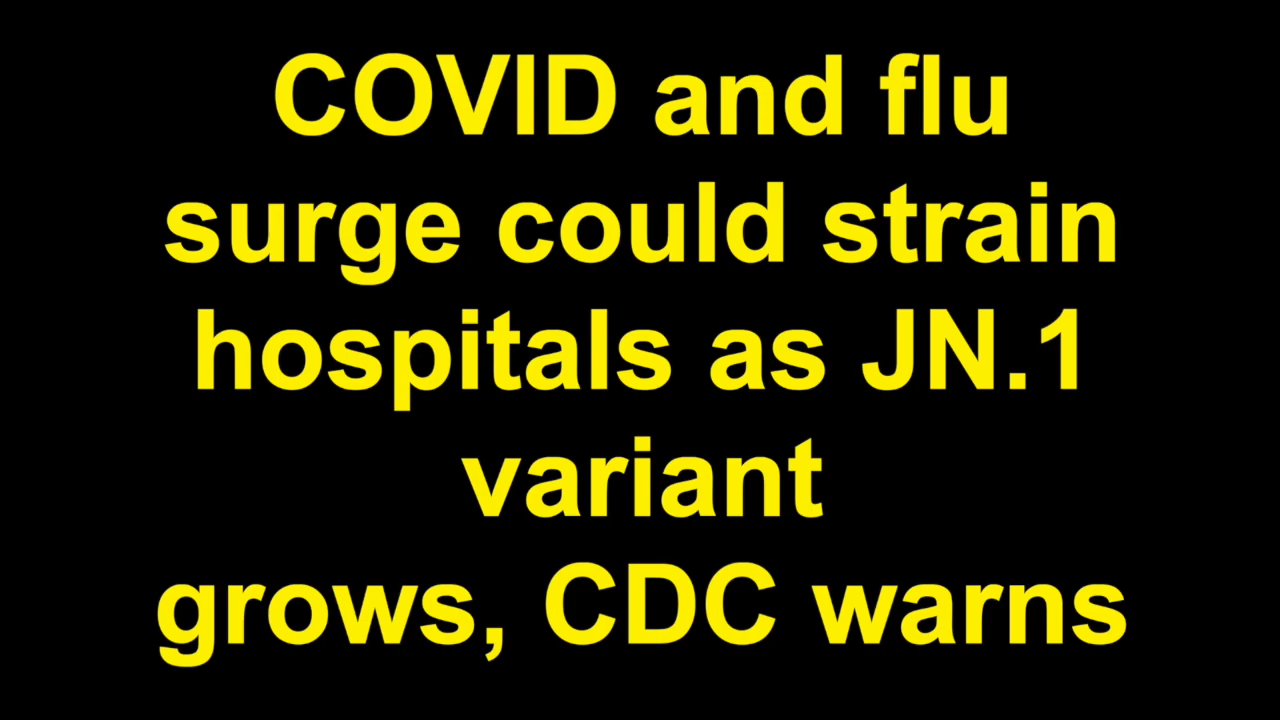 COVID and flu
surge could strain
hospitals as JN.1
variant
grows, CDC warns